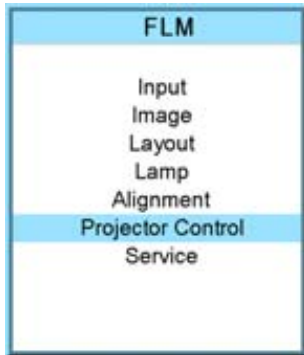 FLM
Input
Image
Layout
Lamp
Alignment
Projector Control
Service